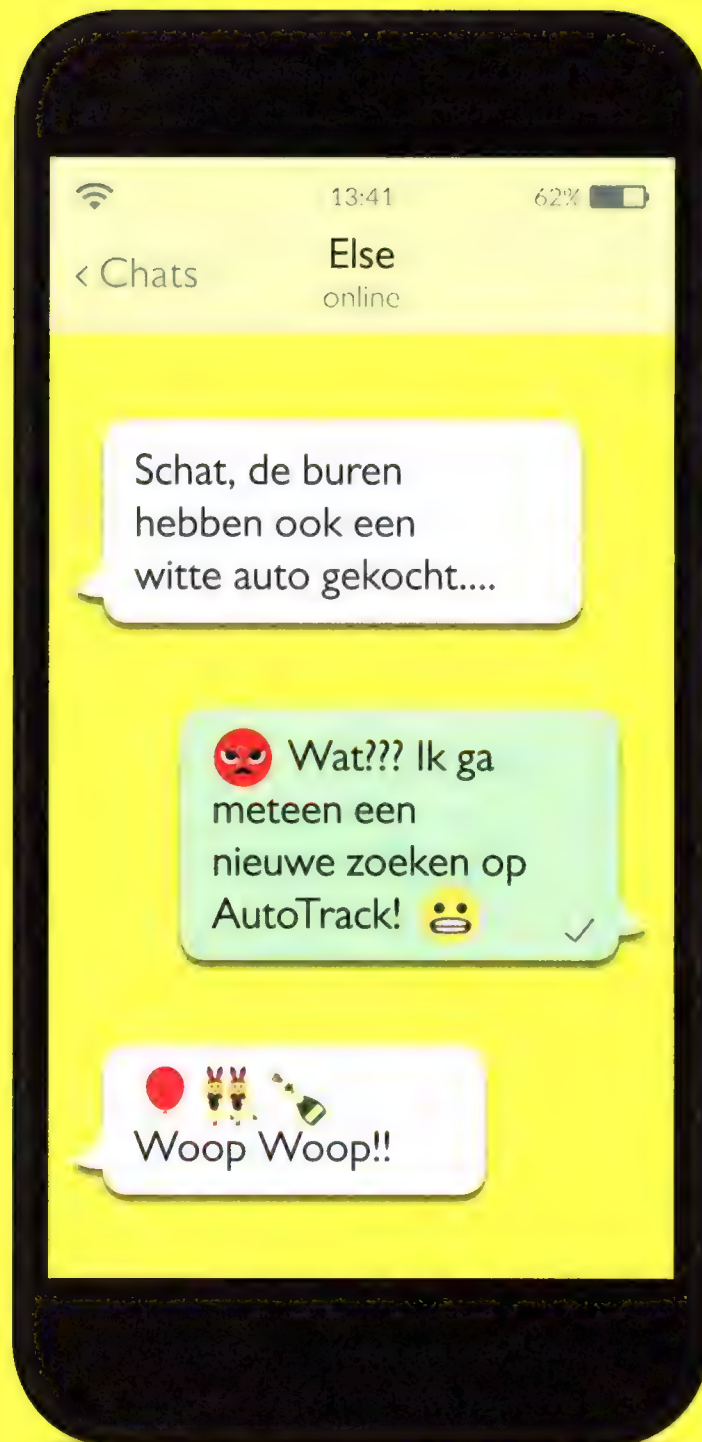 13:41 62%
< Chats Else
online
Schat, de buren
hebben ook een
witte auto gekocht....
😡 Wat??? Ik ga
meteen een
nieuwe zoeken op
AutoTrack! 😬
🎈👯🍾
Woop Woop!!